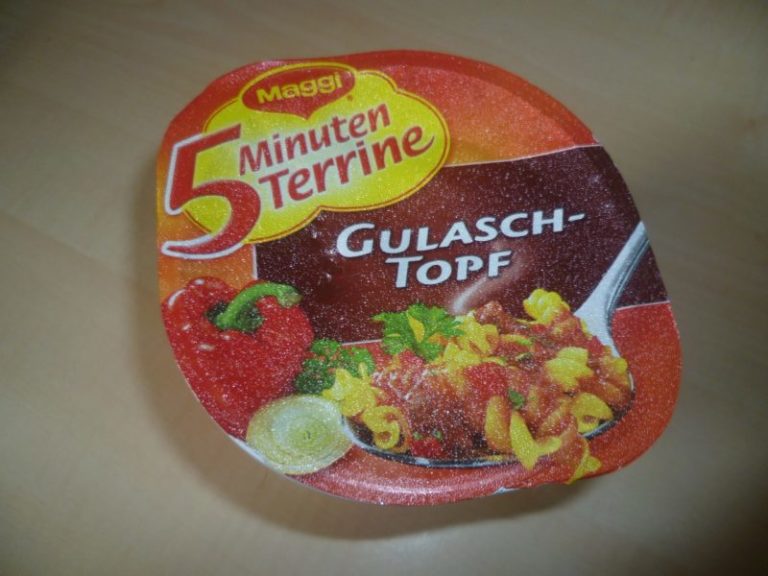 Maggi
5 Minuten
Terrine
GULASCH-
TOPF